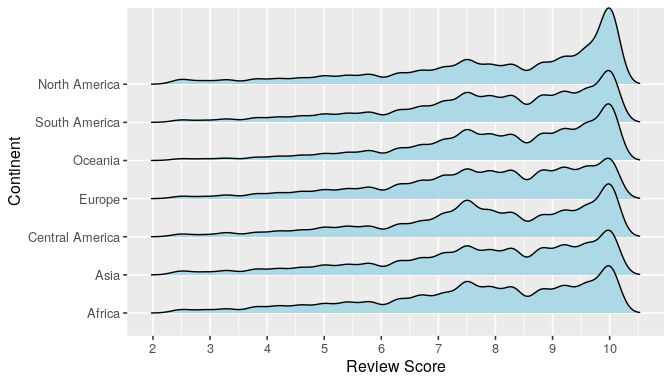 Continent
North America
South America
Oceania
Europe
Central America
Asia
Africa
2 3 4 5 6 7 8 9 10
Review Score